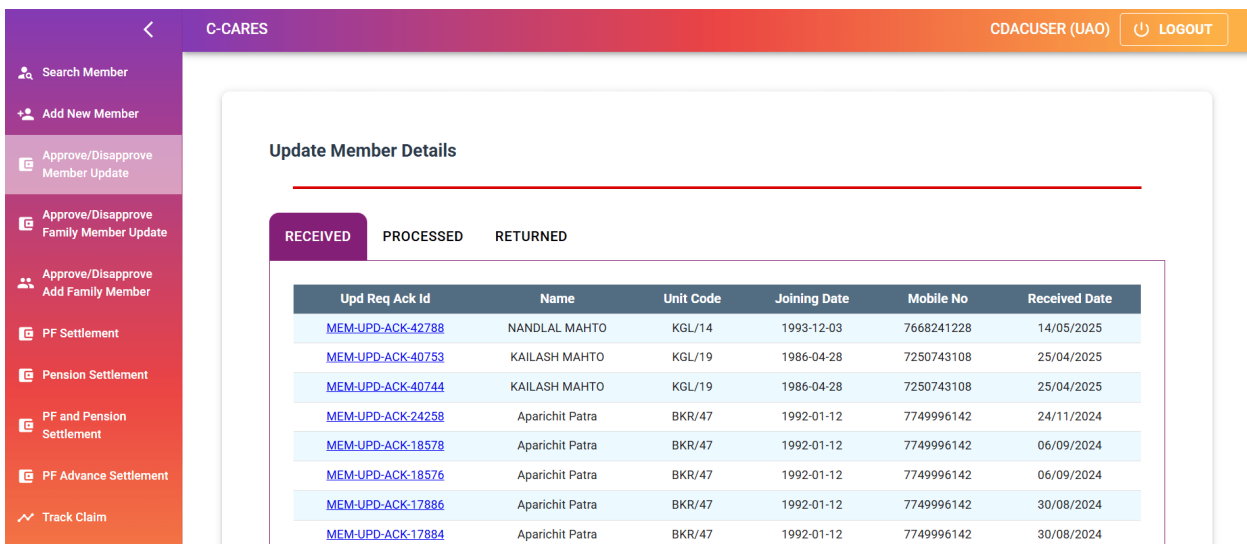 C-CARES
CDACUSER (UAO)
LOGOUT
Search Member
Add New Member
Approve/Disapprove
Member Update
Approve/Disapprove
Family Member Update
Approve/Disapprove
Add Family Member
PF Settlement
Pension Settlement
PF and Pension
Settlement
PF Advance Settlement
Track Claim
Update Member Details
RECEIVED PROCESSED RETURNED
Upd Req Ack Id Name Unit Code Joining Date Mobile No Received Date
MEM-UPD-ACK-42788 NANDLAL MAHTO KGL/14 1993-12-03 7668241228 14/05/2025
MEM-UPD-ACK-40753 KAILASH MAHTO KGL/19 1986-04-28 7250743108 25/04/2025
MEM-UPD-ACK-40744 KAILASH MAHTO KGL/19 1986-04-28 7250743108 25/04/2025
MEM-UPD-ACK-24258 Aparichit Patra BKR/47 1992-01-12 7749996142 24/11/2024
MEM-UPD-ACK-18578 Aparichit Patra BKR/47 1992-01-12 7749996142 06/09/2024
MEM-UPD-ACK-18576 Aparichit Patra BKR/47 1992-01-12 7749996142 06/09/2024
MEM-UPD-ACK-17886 Aparichit Patra BKR/47 1992-01-12 7749996142 30/08/2024
MEM-UPD-ACK-17884 Aparichit Patra BKR/47 1992-01-12 7749996142 30/08/2024